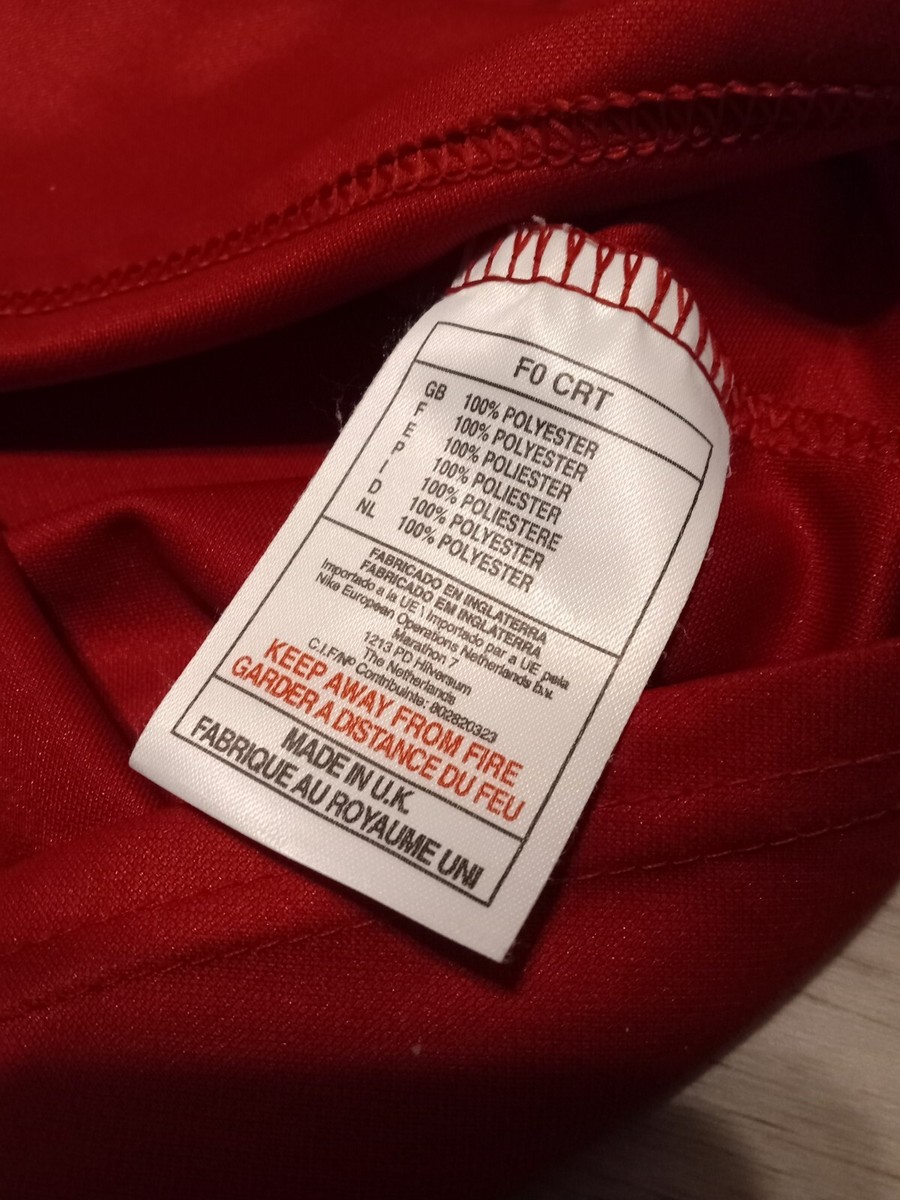 F0 CRT
GB 100% POLYESTER
F 100% POLYESTER
E 100% POLIESTER
P 100% POLIESTER
I 100% POLIESTERE
D 100% POLYESTER
NL 100% POLYESTER
FABRICADO EN INGLATERRA
FABRICADO EM INGLATERRA
Importado a la UE \ Importado par a UE, pela
Nike European Operations Netherlands b.v.
Marathon 7
1213 PD Hilversum
The Netherlands
C.I.F/Nº Contribuinte: 802820323
KEEP AWAY FROM FIRE
GARDER A DISTANCE DU FEU
MADE IN U.K.
FABRIQUE AU ROYAUME UNI